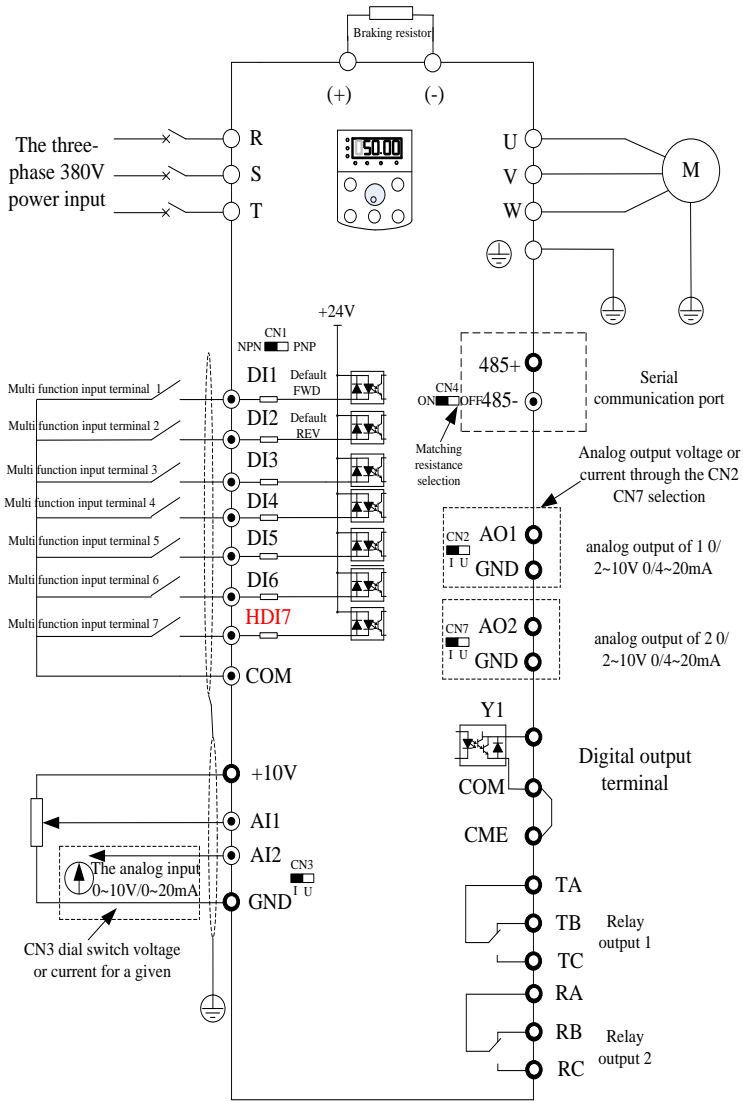 Braking resistor
(+)
(-)
The three-
phase 380V
power input
R
S
T
50.00
U
V
W
M
+24V
CN1
NPN PNP
Multi function input terminal 1
DI1 Default
FWD
Multi function input terminal 2
DI2 Default
REV
Multi function input terminal 3
DI3
Multi function input terminal 4
DI4
Multi function input terminal 5
DI5
Multi function input terminal 6
DI6
Multi function input terminal 7
HDI7
COM
485+
CN4
ON OFF
485-
Matching
resistance
selection
Serial
communication port
Analog output voltage or
current through the CN2
CN7 selection
CN2
I U
AO1
GND
analog output of 1 0/
2~10V 0/4~20mA
CN7
I U
AO2
GND
analog output of 2 0/
2~10V 0/4~20mA
Y1
COM
CME
Digital output
terminal
+10V
AI1
AI2
CN3
I U
GND
The analog input
0~10V/0~20mA
CN3 dial switch voltage
or current for a given
TA
TB
TC
Relay
output 1
RA
RB
RC
Relay
output 2